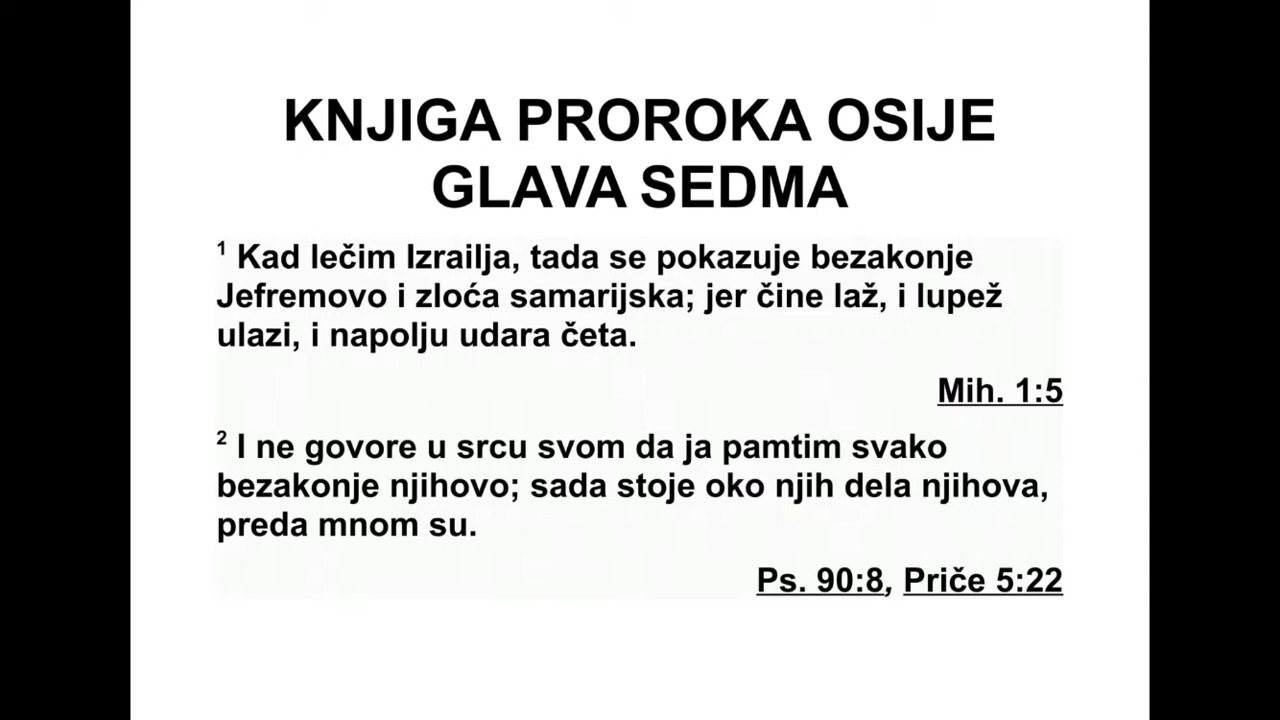 KNJIGA PROROKA OSIJE
GLAVA SEDMA
1 Kad lečim Izrailja, tada se pokazuje bezakonje
Jefremovo i zloća samarijska; jer čine laž, i lupež
ulazi, i napolju udara četa.
Mih. 1:5
2 I ne govore u srcu svom da ja pamtim svako
bezakonje njihovo; sada stoje oko njih dela njihova,
preda mnom su.
Ps. 90:8, Priče 5:22